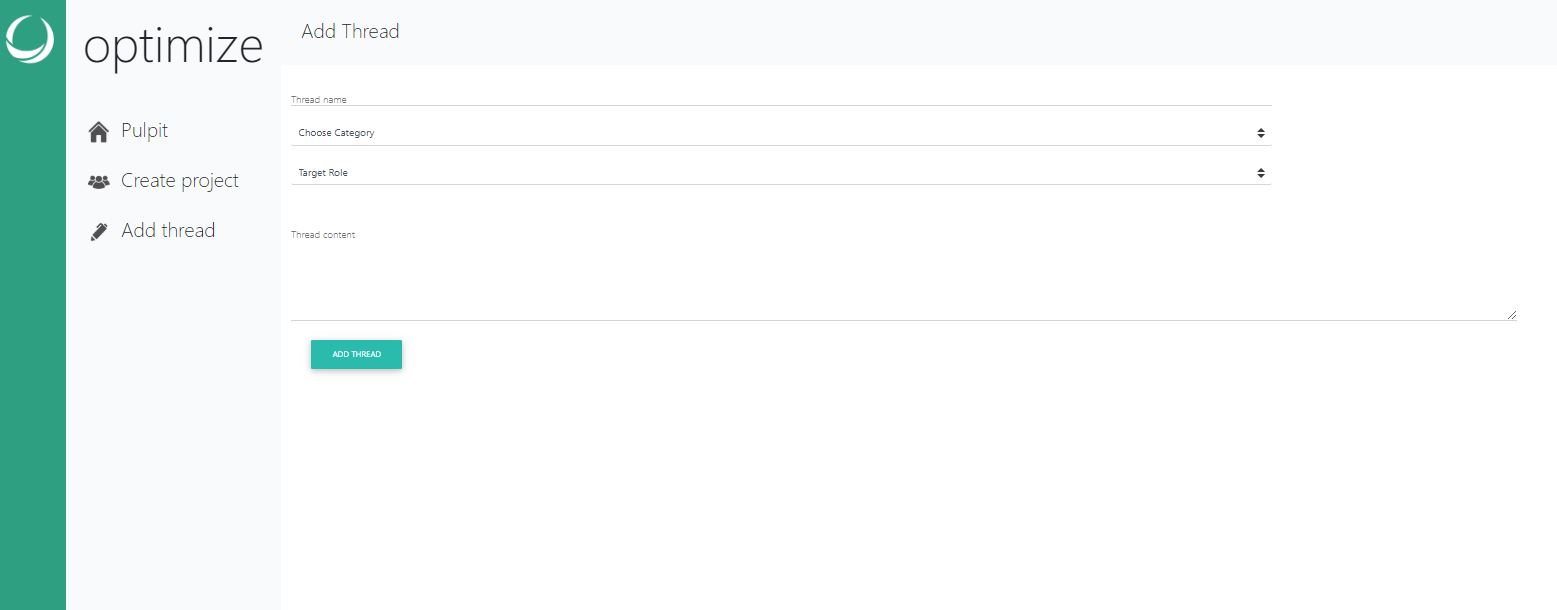 optimize
Pulpit
Create project
Add thread
Add Thread
Thread name
Choose Category
Target Role
Thread content
ADD THREAD